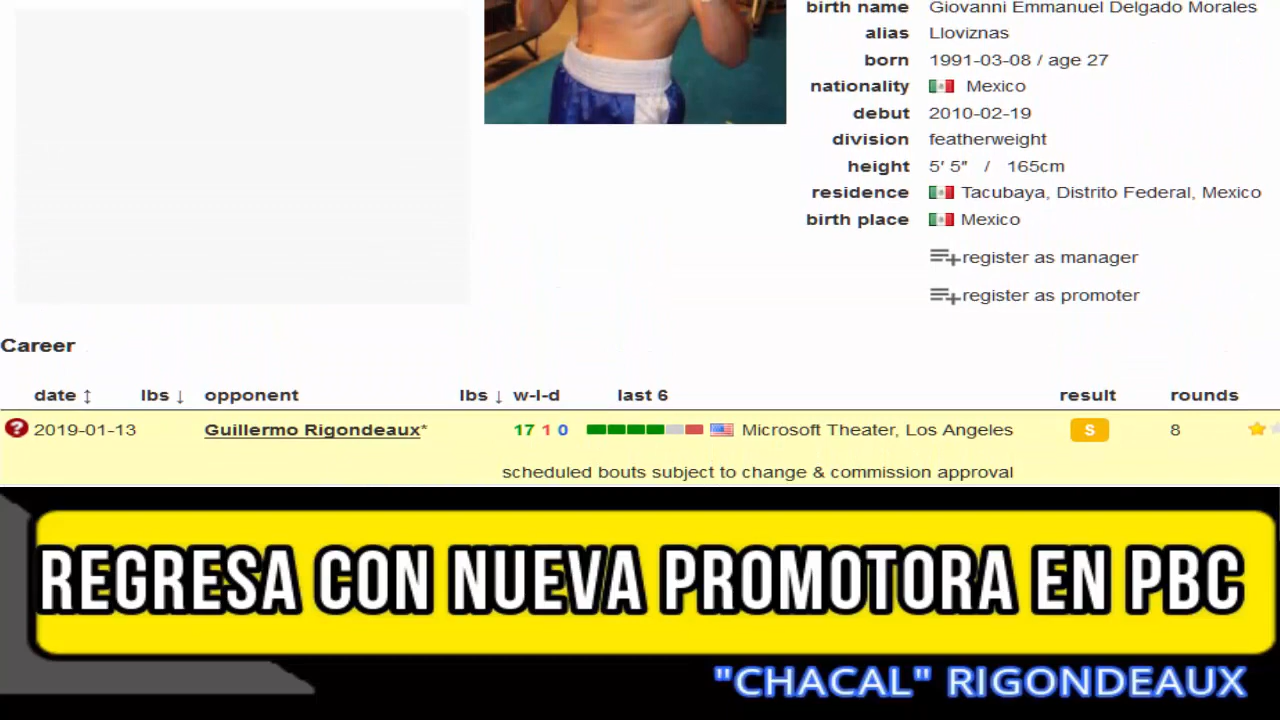 birth name Giovanni Emmanuel Delgado Morales
alias Lloviznas
born 1991-03-08 / age 27
nationality Mexico
debut 2010-02-19
division featherweight
height 5′ 5″ / 165cm
residence Tacubaya, Distrito Federal, Mexico
birth place Mexico
register as manager
register as promoter
Career
date ↕ lbs ↓ opponent lbs ↓ w-l-d last 6 result rounds
? 2019-01-13 Guillermo Rigondeaux* 17 1 0 Microsoft Theater, Los Angeles S 8
scheduled bouts subject to change & commission approval
REGRESA CON NUEVA PROMOTORA EN PBC
"CHACAL" RIGONDEAUX